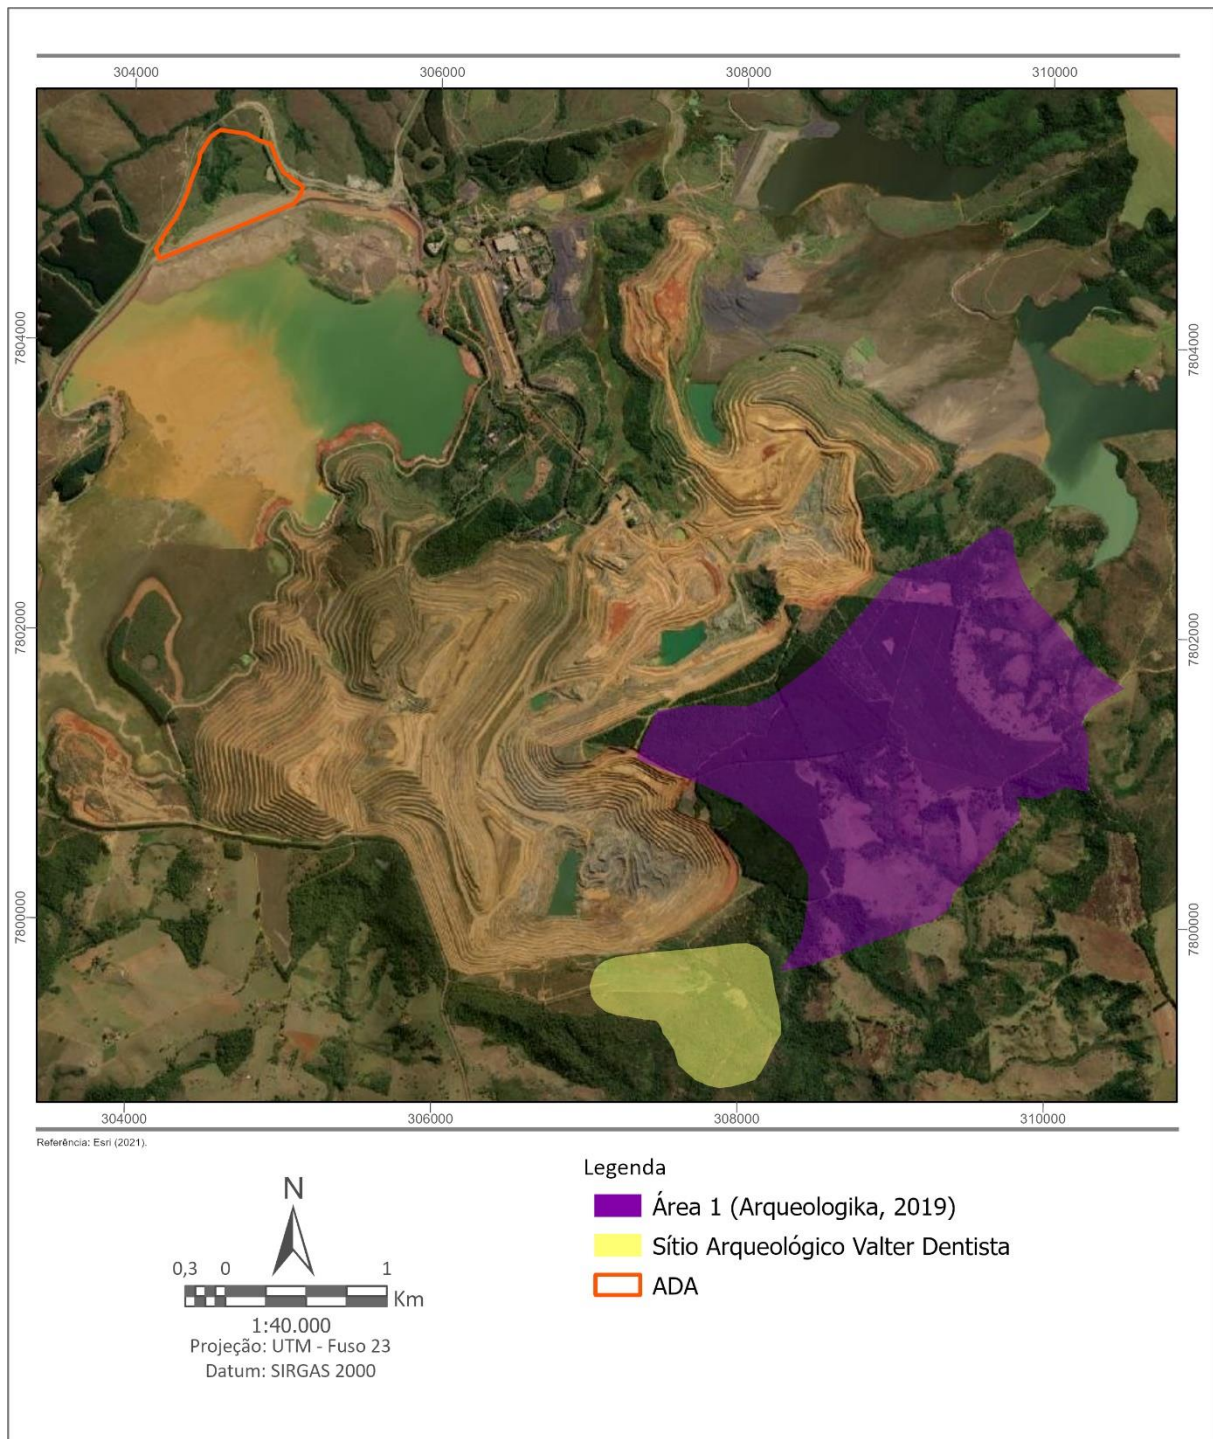 304000 306000 308000 310000
7804000 7804000
7802000 7802000
7800000 7800000
304000 306000 308000 310000
Referência: Esri (2021).
Legenda
N
Área 1 (Arqueologika, 2019)
Sítio Arqueológico Valter Dentista
0,3 0 1
ADA
Km
1:40.000
Projeção: UTM - Fuso 23
Datum: SIRGAS 2000